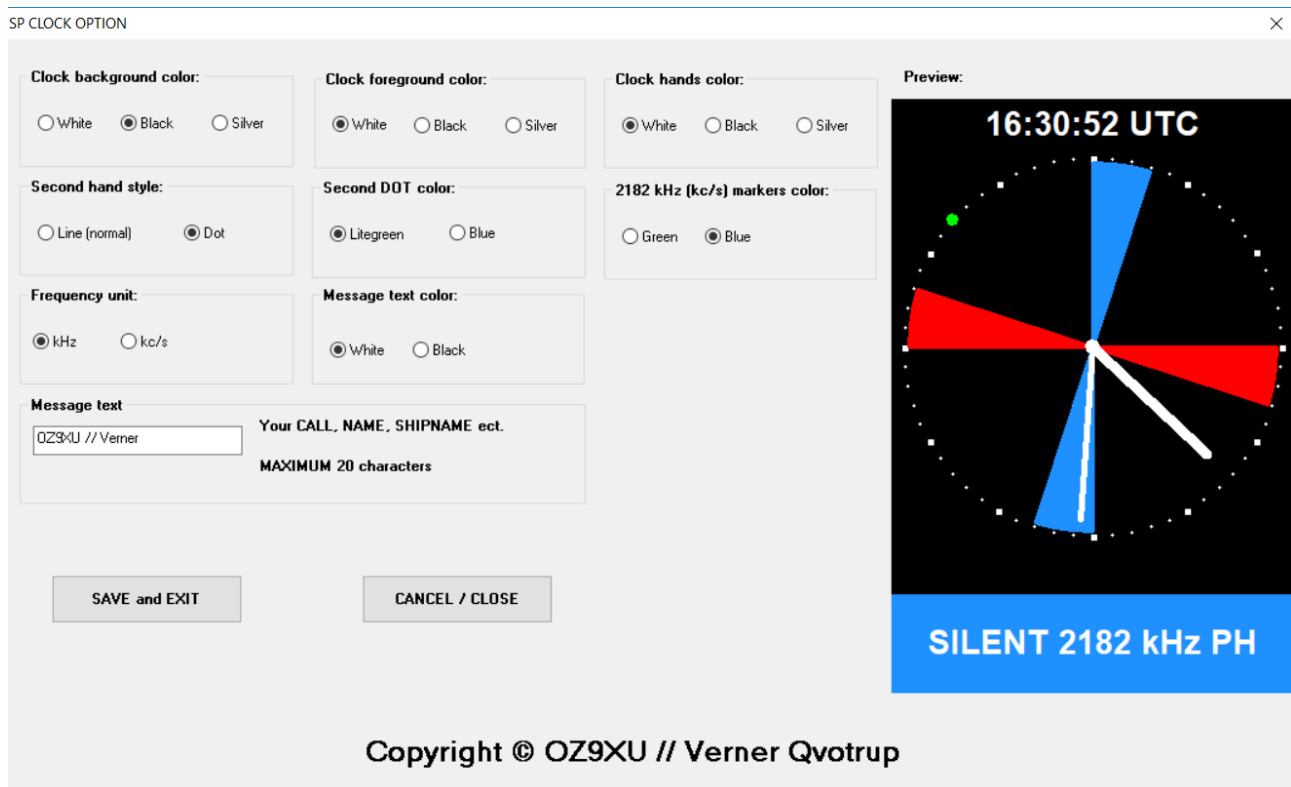 SP CLOCK OPTION
Clock background color:
White Black Silver
Clock foreground color:
White Black Silver
Clock hands color:
White Black Silver
Preview:
16:30:52 UTC
Second hand style:
Line (normal) Dot
Second DOT color:
Litegreen Blue
2182 kHz (kc/s) markers color:
Green Blue
Frequency unit:
kHz kc/s
Message text color:
White Black
Message text
OZ9XU // Verner
Your CALL, NAME, SHIPNAME ect.
MAXIMUM 20 characters
SAVE and EXIT
CANCEL / CLOSE
SILENT 2182 kHz PH
Copyright © OZ9XU // Verner Qvotrup